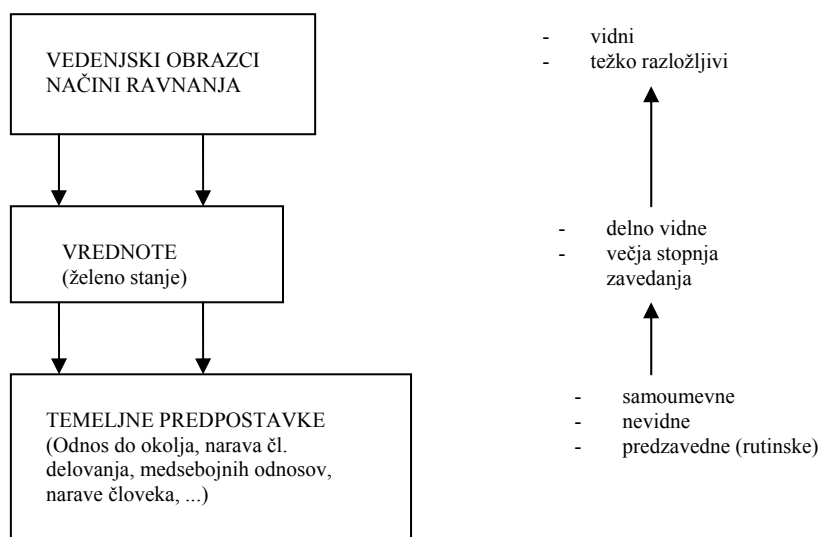 VEDENJSKI OBRAZCI
NAČINI RAVNANJA
- vidni
- težko razložljivi
VREDNOTE
(želeno stanje)
- delno vidne
- večja stopnja
zavedanja
TEMELJNE PREDPOSTAVKE
(Odnos do okolja, narava čl.
delovanja, medsebojnih odnosov,
narave človeka, ...)
- samoumevne
- nevidne
- predzavedne (rutinske)